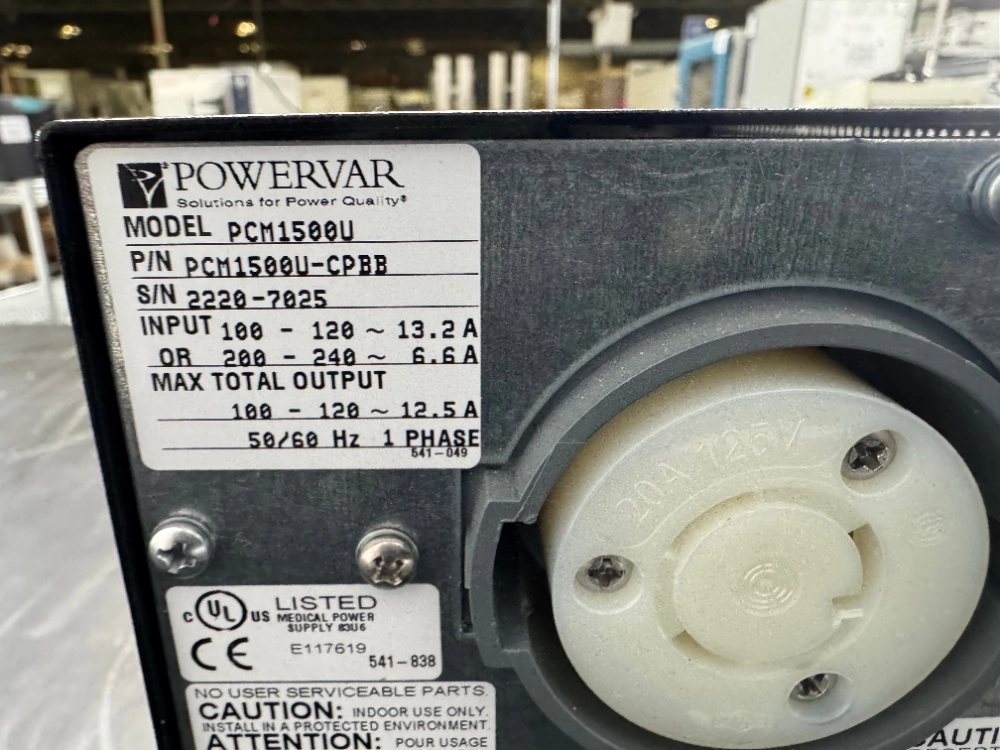 POWERVAR
Solutions for Power Quality®
MODEL PCM1500U
P/N PCM1500U-CPBB
S/N 2220-7025
INPUT 100 - 120 ~ 13.2 A
OR 200 - 240 ~ 6.6 A
MAX TOTAL OUTPUT
100 - 120 ~ 12.5 A
50/60 Hz 1 PHASE
541-049
20A 125V
c UL US LISTED
MEDICAL POWER
SUPPLY 83U6
E117619
CE
541-838
NO USER SERVICEABLE PARTS.
CAUTION: INDOOR USE ONLY.
INSTALL IN A PROTECTED ENVIRONMENT.
ATTENTION: POUR USAGE